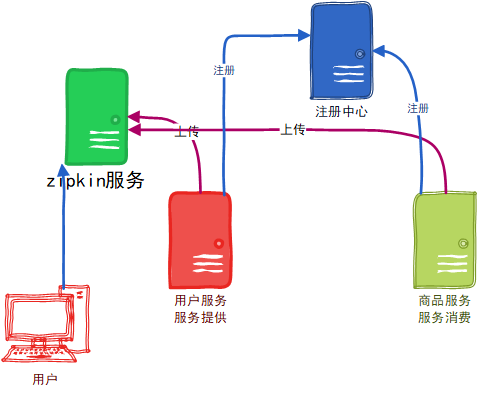 注册
注册中心
注册
上传
上传
zipkin服务
用户服务
服务提供
商品服务
服务消费
用户